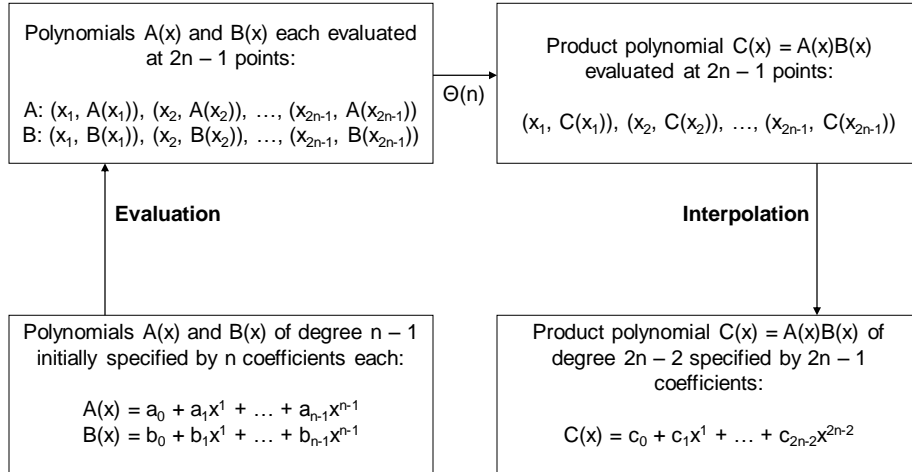 Polynomials A(x) and B(x) each evaluated
at 2n – 1 points:
A: (x₁, A(x₁)), (x₂, A(x₂)), …, (x₂ₙ₋₁, A(x₂ₙ₋₁))
B: (x₁, B(x₁)), (x₂, B(x₂)), …, (x₂ₙ₋₁, B(x₂ₙ₋₁))
Θ(n)
Product polynomial C(x) = A(x)B(x)
evaluated at 2n – 1 points:
(x₁, C(x₁)), (x₂, C(x₂)), …, (x₂ₙ₋₁, C(x₂ₙ₋₁))
Evaluation
Interpolation
Polynomials A(x) and B(x) of degree n – 1
initially specified by n coefficients each:
A(x) = a₀ + a₁x¹ + … + aₙ₋₁xⁿ⁻¹
B(x) = b₀ + b₁x¹ + … + bₙ₋₁xⁿ⁻¹
Product polynomial C(x) = A(x)B(x) of
degree 2n – 2 specified by 2n – 1
coefficients:
C(x) = c₀ + c₁x¹ + … + c₂ₙ₋₂x²ⁿ⁻²